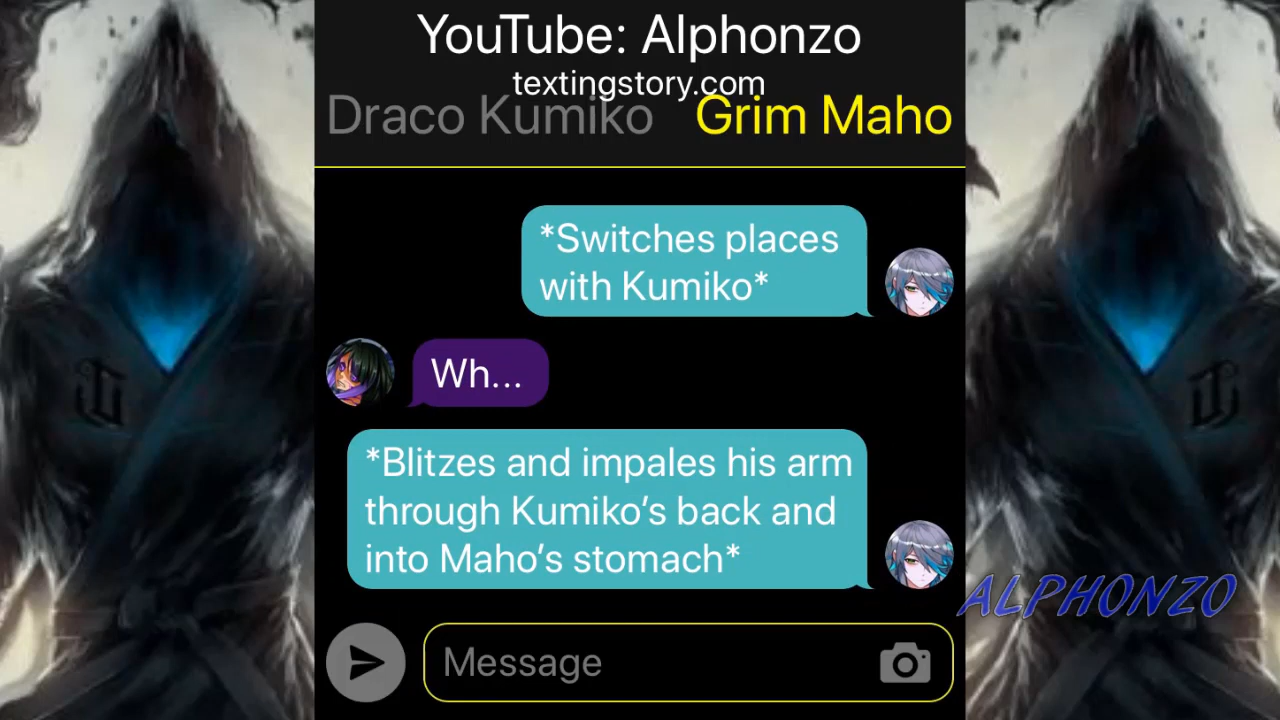 YouTube: Alphonzo
textingstory.com
Draco Kumiko Grim Maho
*Switches places
with Kumiko*
Wh...
*Blitzes and impales his arm
through Kumiko’s back and
into Maho’s stomach*
ALPHONZO
Message